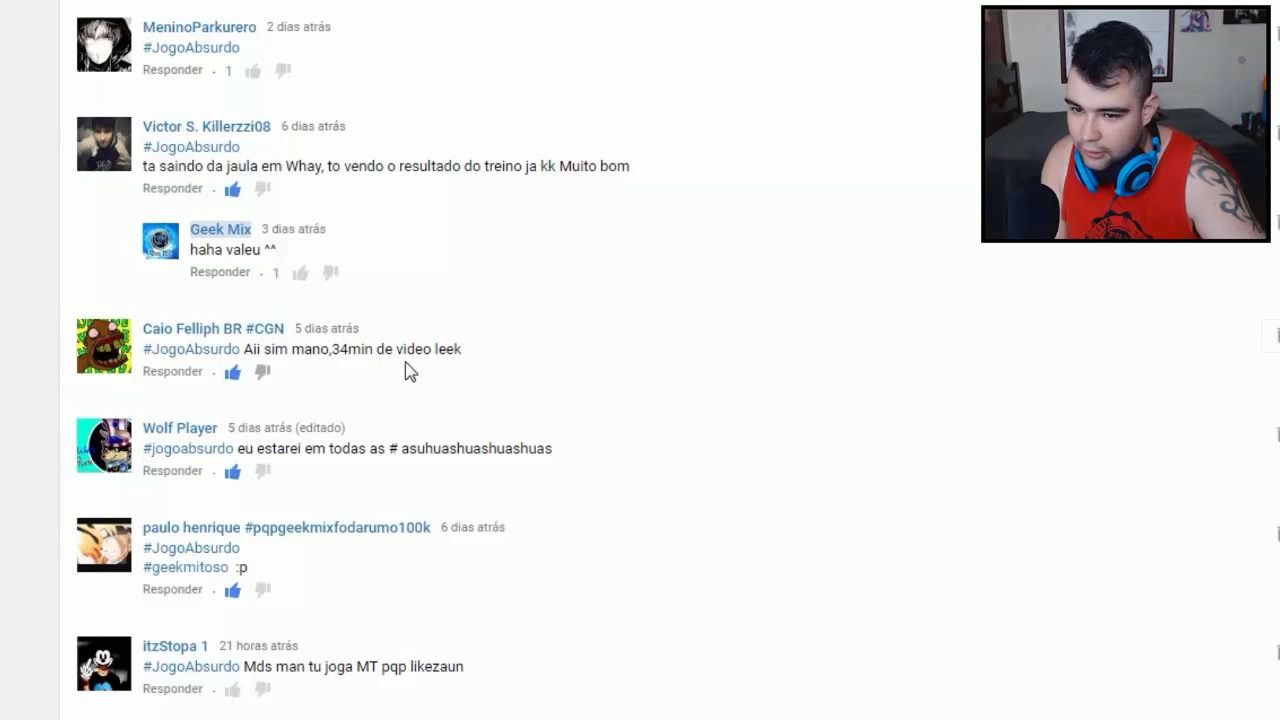 MeninoParkurero 2 dias atrás
#JogoAbsurdo
Responder . 1
Victor S. Killerzzi08 6 dias atrás
#JogoAbsurdo
ta saindo da jaula em Whay, to vendo o resultado do treino ja kk Muito bom
Responder .
Geek Mix 3 dias atrás
haha valeu ^^
Responder . 1
Caio Felliph BR #CGN 5 dias atrás
#JogoAbsurdo Aii sim mano,34min de video leek
Responder .
Wolf Player 5 dias atrás (editado)
#jogoabsurdo eu estarei em todas as # asuhuashuashuashuas
Responder .
paulo henrique #pqpgeekmixfodarumo100k 6 dias atrás
#JogoAbsurdo
#geekmitoso :p
Responder .
itzStopa 1 21 horas atrás
#JogoAbsurdo Mds man tu joga MT pqp likezaun
Responder .